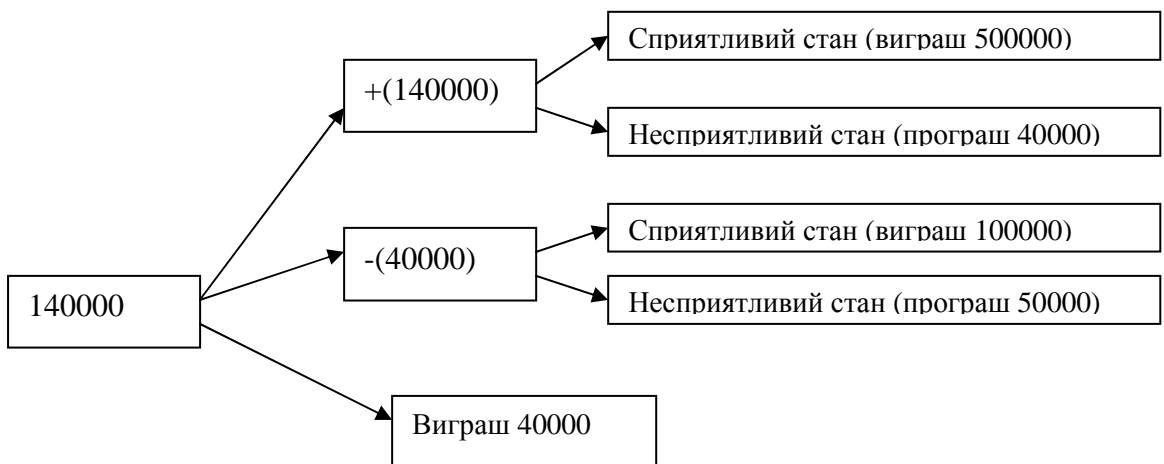 Сприятливий стан (виграш 500000)
+(140000)
Несприятливий стан (програш 40000)
Сприятливий стан (виграш 100000)
-(40000)
140000
Несприятливий стан (програш 50000)
Виграш 40000